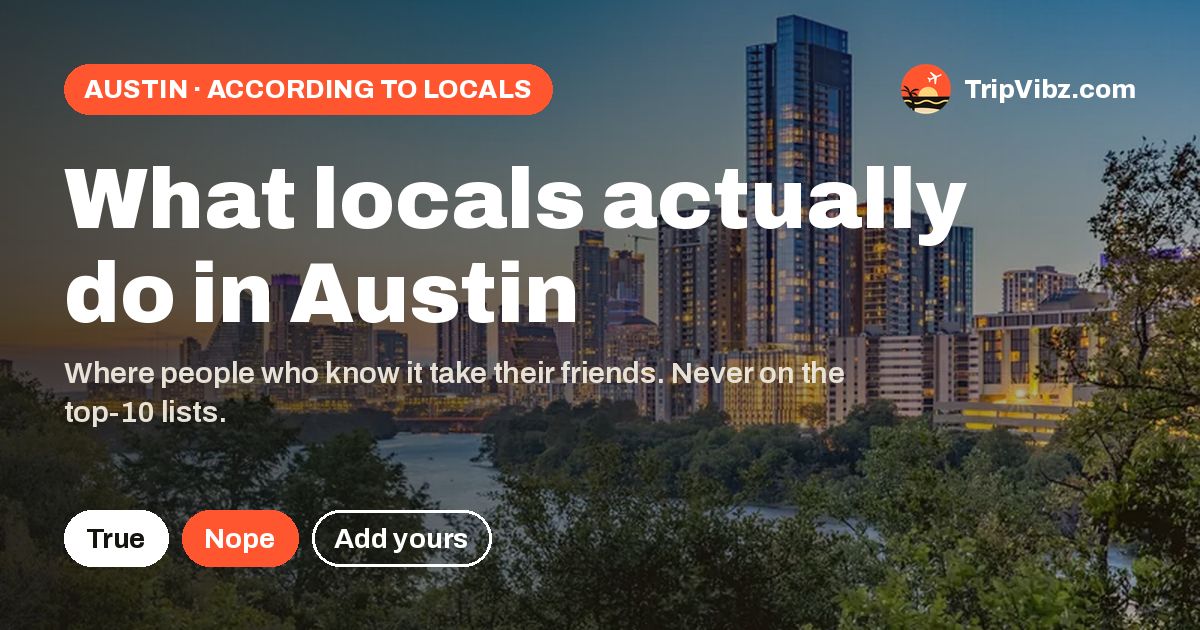 AUSTIN · ACCORDING TO LOCALS
TripVibz.com
What locals actually
do in Austin
Where people who know it take their friends. Never on the
top-10 lists.
True
Nope
Add yours